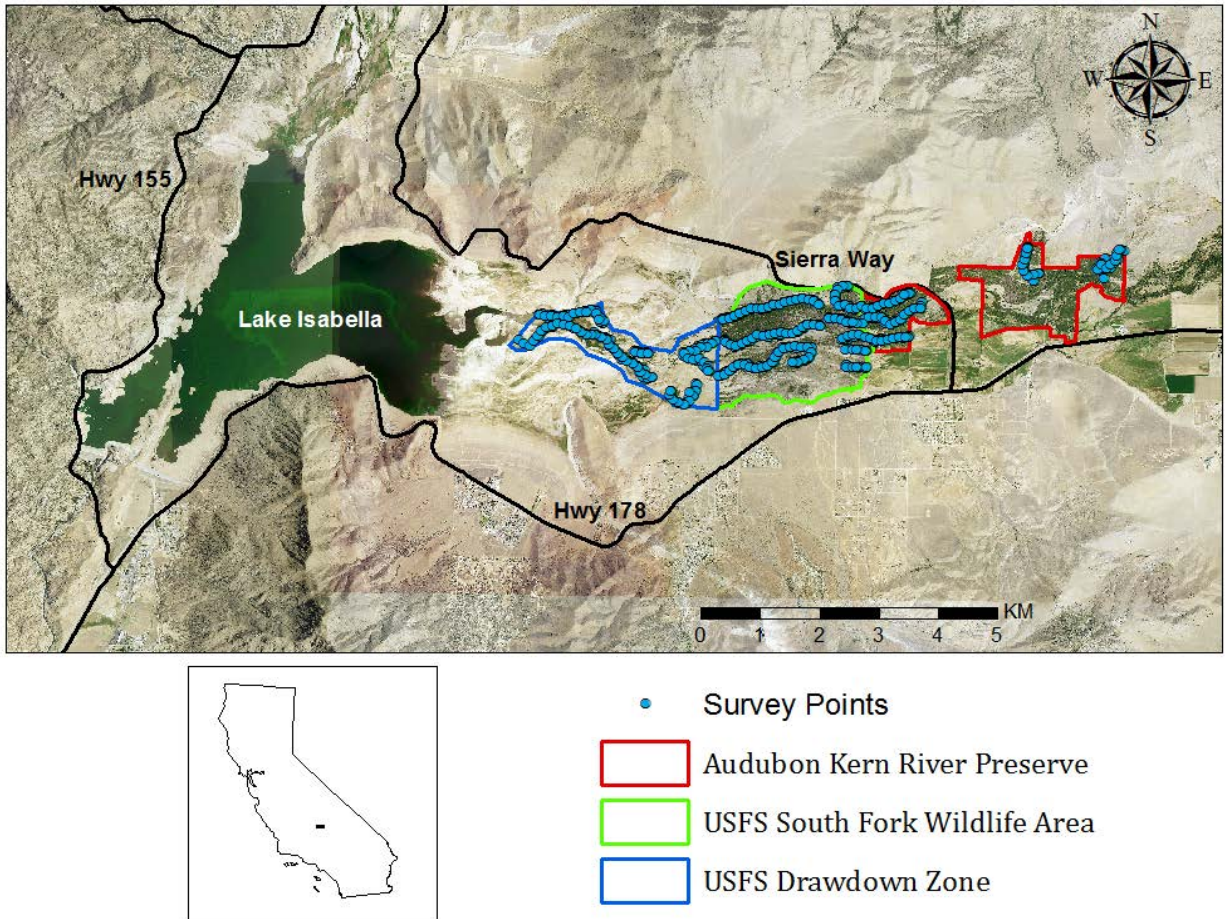 N
W E
S
Hwy 155
Sierra Way
Lake Isabella
Hwy 178
KM
0 1 2 3 4 5
Survey Points
Audubon Kern River Preserve
USFS South Fork Wildlife Area
USFS Drawdown Zone